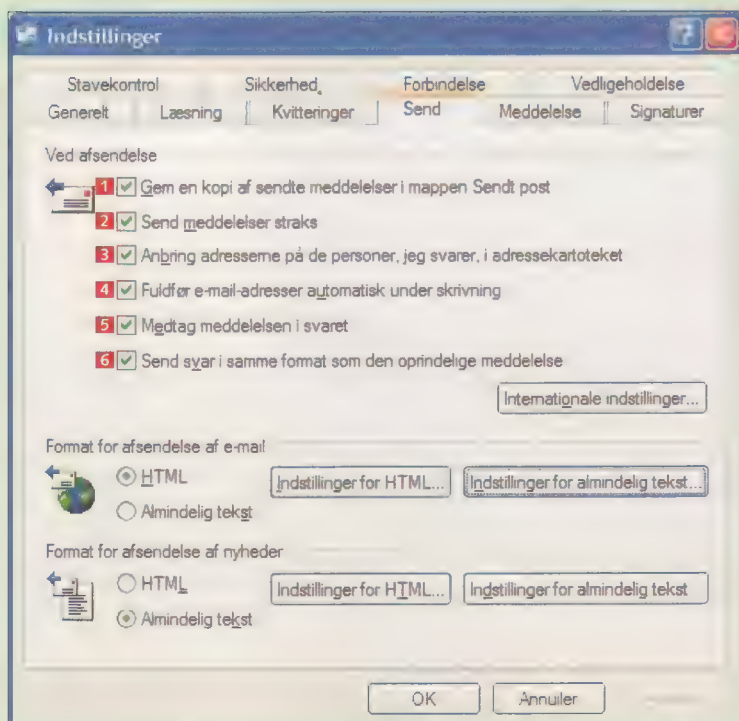 Indstillinger
Stavekontrol Sikkerhed Forbindelse Vedligeholdelse
Generelt Læsning Kvitteringer Send Meddelelse Signaturer
Ved afsendelse
1 Gem en kopi af sendte meddelelser i mappen Sendt post
2 Send meddelelser straks
3 Anbring adresserne på de personer, jeg svarer, i adressekartoteket
4 Fuldfør e-mail-adresser automatisk under skrivning
5 Medtag meddelelsen i svaret
6 Send svar i samme format som den oprindelige meddelelse
Internationale indstillinger...
Format for afsendelse af e-mail
HTML Indstillinger for HTML... Indstillinger for almindelig tekst...
Almindelig tekst
Format for afsendelse af nyheder
HTML Indstillinger for HTML... Indstillinger for almindelig tekst
Almindelig tekst
OK Annuller